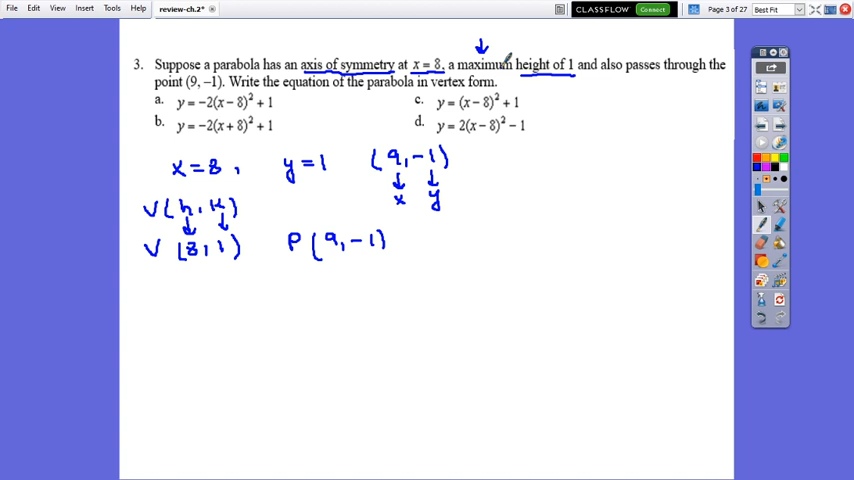 File Edit View Insert Tools Help review-ch.2* CLASSFLOW Connect Page 3 of 27 Best Fit
3. Suppose a parabola has an axis of symmetry at x = 8, a maximum height of 1 and also passes through the
point (9, –1). Write the equation of the parabola in vertex form.
a. y = –2(x – 8)² + 1 c. y = (x – 8)² + 1
b. y = –2(x + 8)² + 1 d. y = 2(x – 8)² – 1
x = 8, y = 1 (9, -1)
x y
V(h, k)
V (8, 1) P(9, -1)